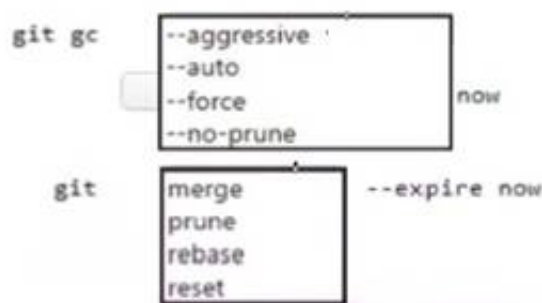 git gc
--aggressive
--auto
--force
--no-prune
now
git
merge
prune
rebase
reset
--expire now